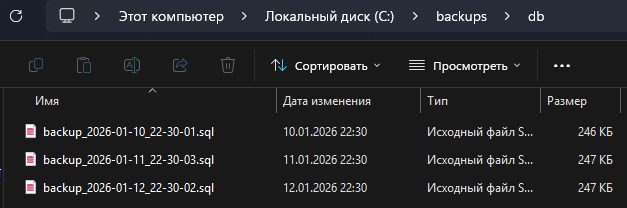 Этот компьютер > Локальный диск (C:) > backups > db
Сортировать Просмотреть
Имя Дата изменения Тип Размер
backup_2026-01-10_22-30-01.sql 10.01.2026 22:30 Исходный файл S... 246 КБ
backup_2026-01-11_22-30-03.sql 11.01.2026 22:30 Исходный файл S... 247 КБ
backup_2026-01-12_22-30-02.sql 12.01.2026 22:30 Исходный файл S... 247 КБ